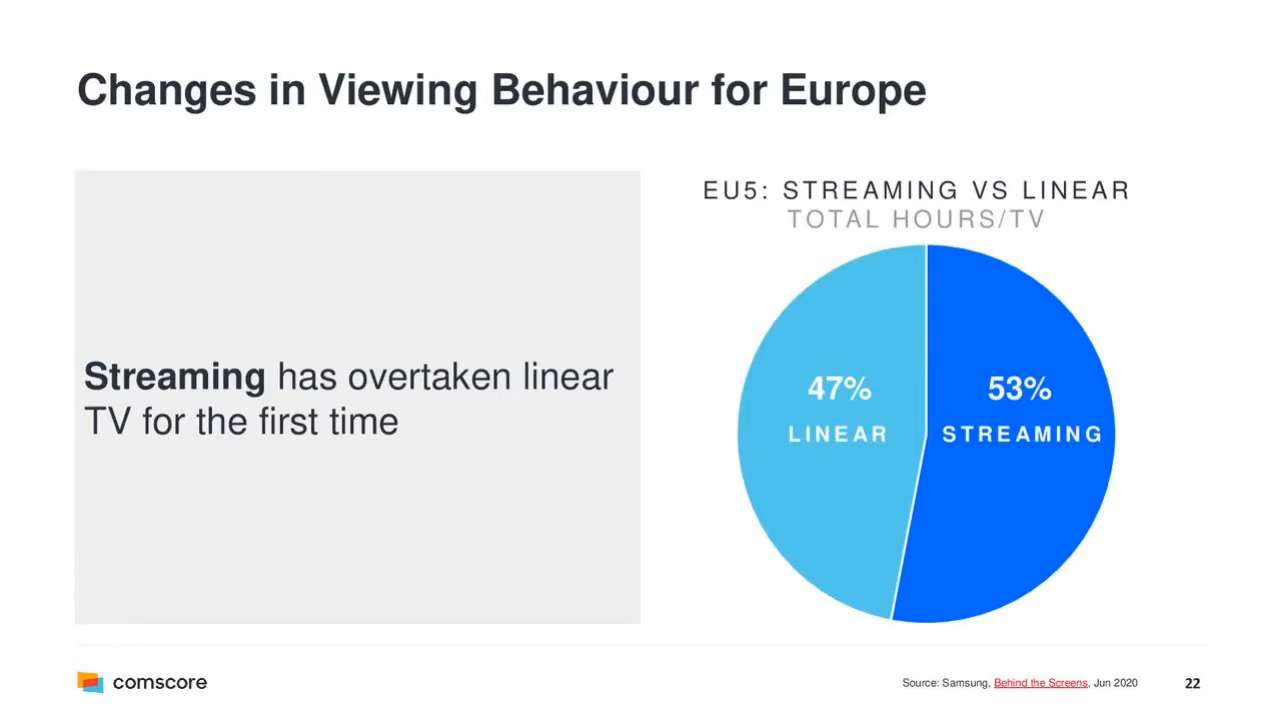 Changes in Viewing Behaviour for Europe
Streaming has overtaken linear
TV for the first time
EU5: STREAMING VS LINEAR
TOTAL HOURS/TV
47%
LINEAR
53%
STREAMING
comscore
Source: Samsung, Behind the Screens, Jun 2020
22